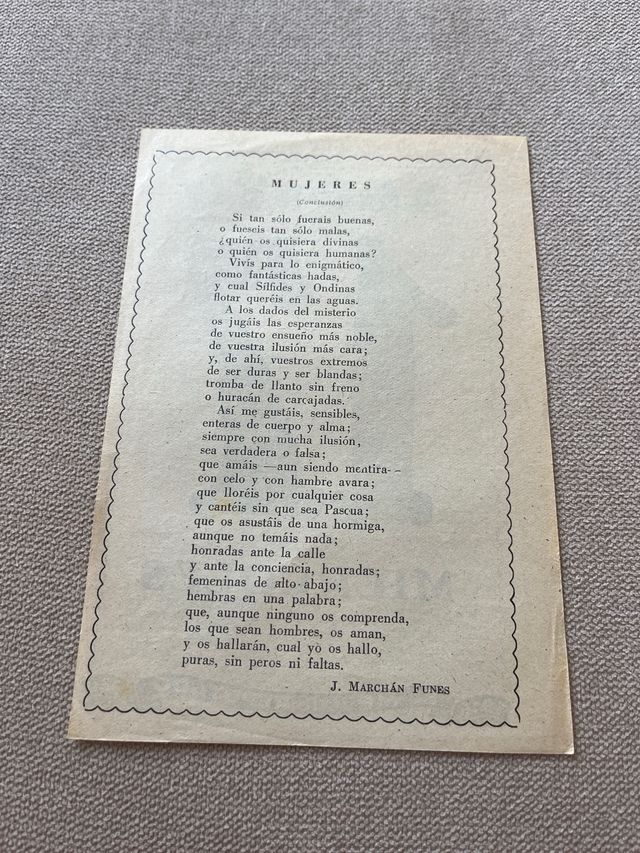 MUJERES
(Conclusión)
Si tan sólo fuerais buenas,
o fueseis tan sólo malas,
¿quién os quisiera divinas
o quién os quisiera humanas?
Vivís para lo enigmático,
como fantásticas hadas,
y cual Sílfides y Ondinas
flotar queréis en las aguas.
A los dados del misterio
os jugáis las esperanzas
de vuestro ensueño más noble,
de vuestra ilusión más cara;
y, de ahí, vuestros extremos
de ser duras y ser blandas;
tromba de llanto sin freno
o huracán de carcajadas.
Así me gustáis, sensibles,
enteras de cuerpo y alma;
siempre con mucha ilusión,
sea verdadera o falsa;
que amáis —aun siendo mentira--
con celo y con hambre avara;
que lloréis por cualquier cosa
y cantéis sin que sea Pascua;
que os asustáis de una hormiga,
aunque no temáis nada;
honradas ante la calle
y ante la conciencia, honradas;
femeninas de alto abajo;
hembras en una palabra;
que, aunque ninguno os comprenda,
los que sean hombres, os aman,
y os hallarán, cual yo os hallo,
puras, sin peros ni faltas.
J. MARCHÁN FUNES